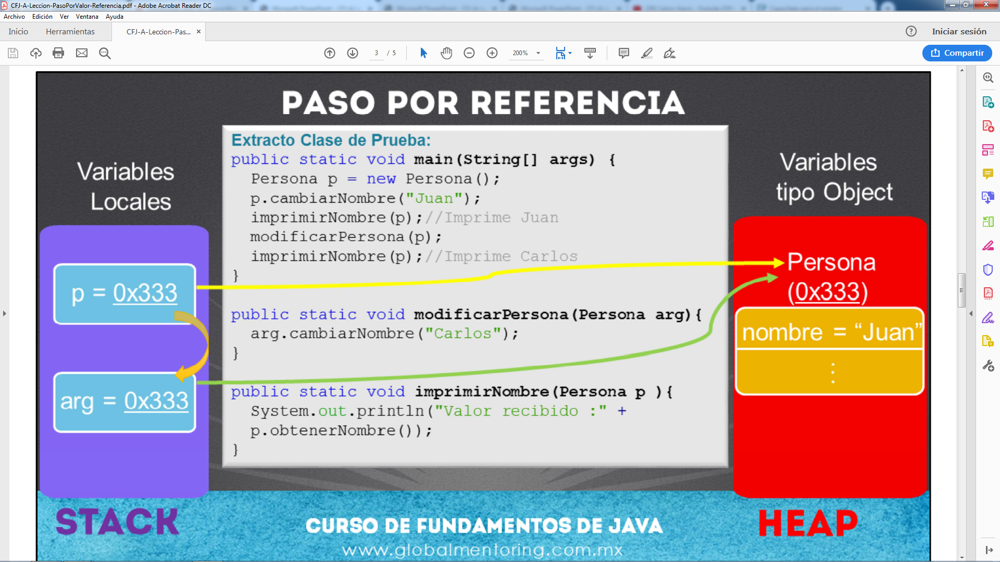 CFJ-A-Leccion-PasoPorValor-Referencia.pdf - Adobe Acrobat Reader DC
Archivo Edición Ver Ventana Ayuda
Inicio Herramientas CFJ-A-Leccion-Pas... × Iniciar sesión
3 / 5 200% Compartir
PASO POR REFERENCIA
Variables
Locales
p = 0x333
arg = 0x333
STACK
Extracto Clase de Prueba:
public static void main(String[] args) {
Persona p = new Persona();
p.cambiarNombre("Juan");
imprimirNombre(p);//Imprime Juan
modificarPersona(p);
imprimirNombre(p);//Imprime Carlos
}
public static void modificarPersona(Persona arg){
arg.cambiarNombre("Carlos");
}
public static void imprimirNombre(Persona p ){
System.out.println("Valor recibido :" +
p.obtenerNombre());
}
Variables
tipo Object
Persona
(0x333)
nombre = “Juan”
⋮
HEAP
CURSO DE FUNDAMENTOS DE JAVA
www.globalmentoring.com.mx